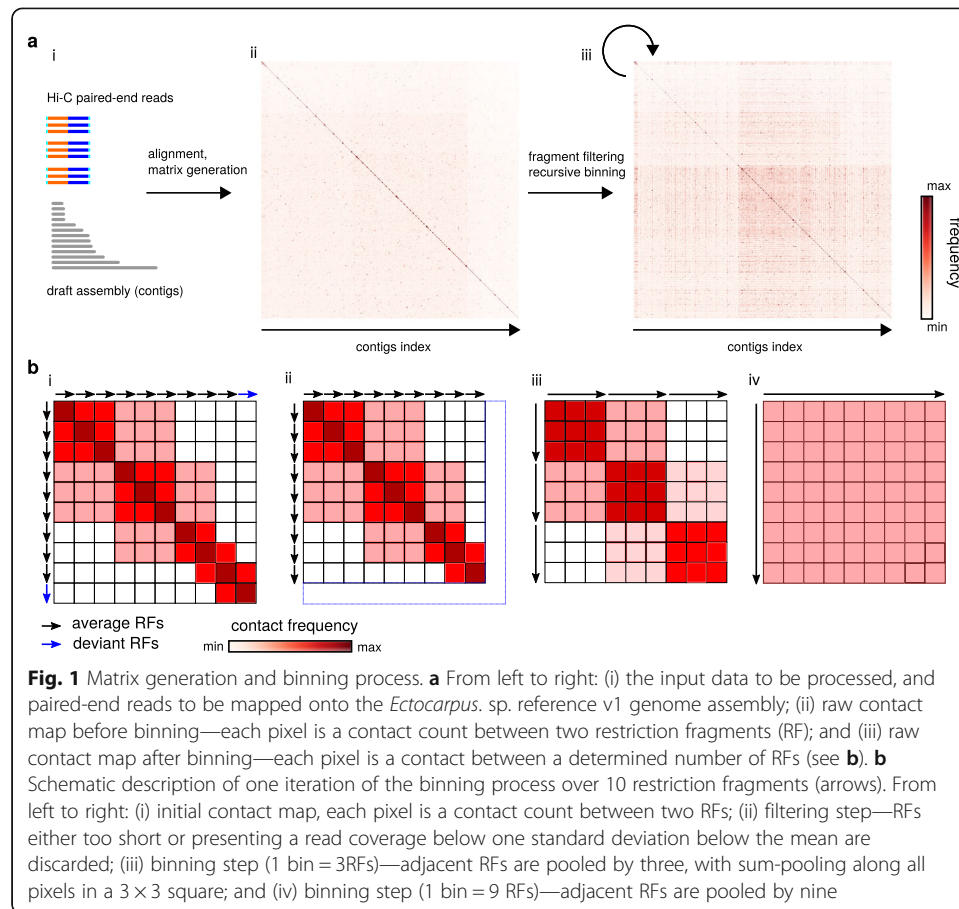 a
i
ii
iii
Hi-C paired-end reads
alignment,
matrix generation
fragment filtering
recursive binning
draft assembly (contigs)
contigs index
contigs index
max
frequency
min
b
i
ii
iii
iv
average RFs
deviant RFs
contact frequency
min
max
Fig. 1 Matrix generation and binning process. a From left to right: (i) the input data to be processed, and
paired-end reads to be mapped onto the Ectocarpus. sp. reference v1 genome assembly; (ii) raw contact
map before binning—each pixel is a contact count between two restriction fragments (RF); and (iii) raw
contact map after binning—each pixel is a contact between a determined number of RFs (see b). b
Schematic description of one iteration of the binning process over 10 restriction fragments (arrows). From
left to right: (i) initial contact map, each pixel is a contact count between two RFs; (ii) filtering step—RFs
either too short or presenting a read coverage below one standard deviation below the mean are
discarded; (iii) binning step (1 bin = 3RFs)—adjacent RFs are pooled by three, with sum-pooling along all
pixels in a 3 × 3 square; and (iv) binning step (1 bin = 9 RFs)—adjacent RFs are pooled by nine